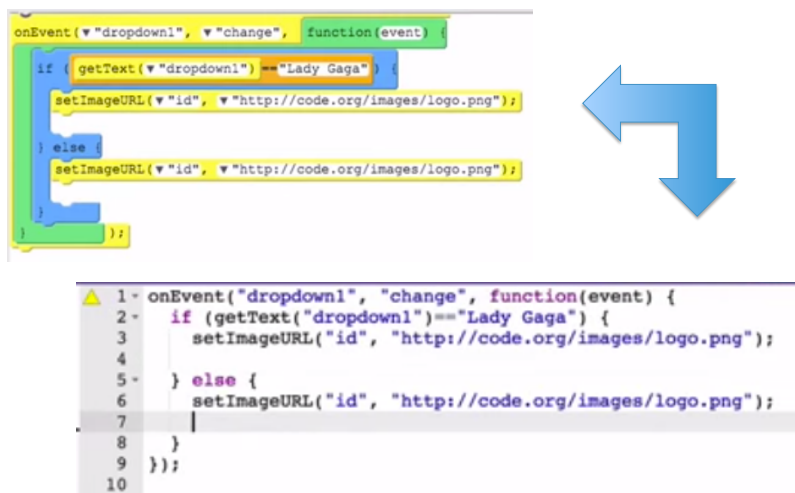 onEvent(▼"dropdown1", ▼"change", function(event) {
if ( getText(▼"dropdown1") =="Lady Gaga" ) {
setImageURL(▼"id", ▼"http://code.org/images/logo.png");
} else {
setImageURL(▼"id", ▼"http://code.org/images/logo.png");
}
} );
1 onEvent("dropdown1", "change", function(event) {
2 if (getText("dropdown1")=="Lady Gaga") {
3 setImageURL("id", "http://code.org/images/logo.png");
4
5 } else {
6 setImageURL("id", "http://code.org/images/logo.png");
7
8 }
9 });
10